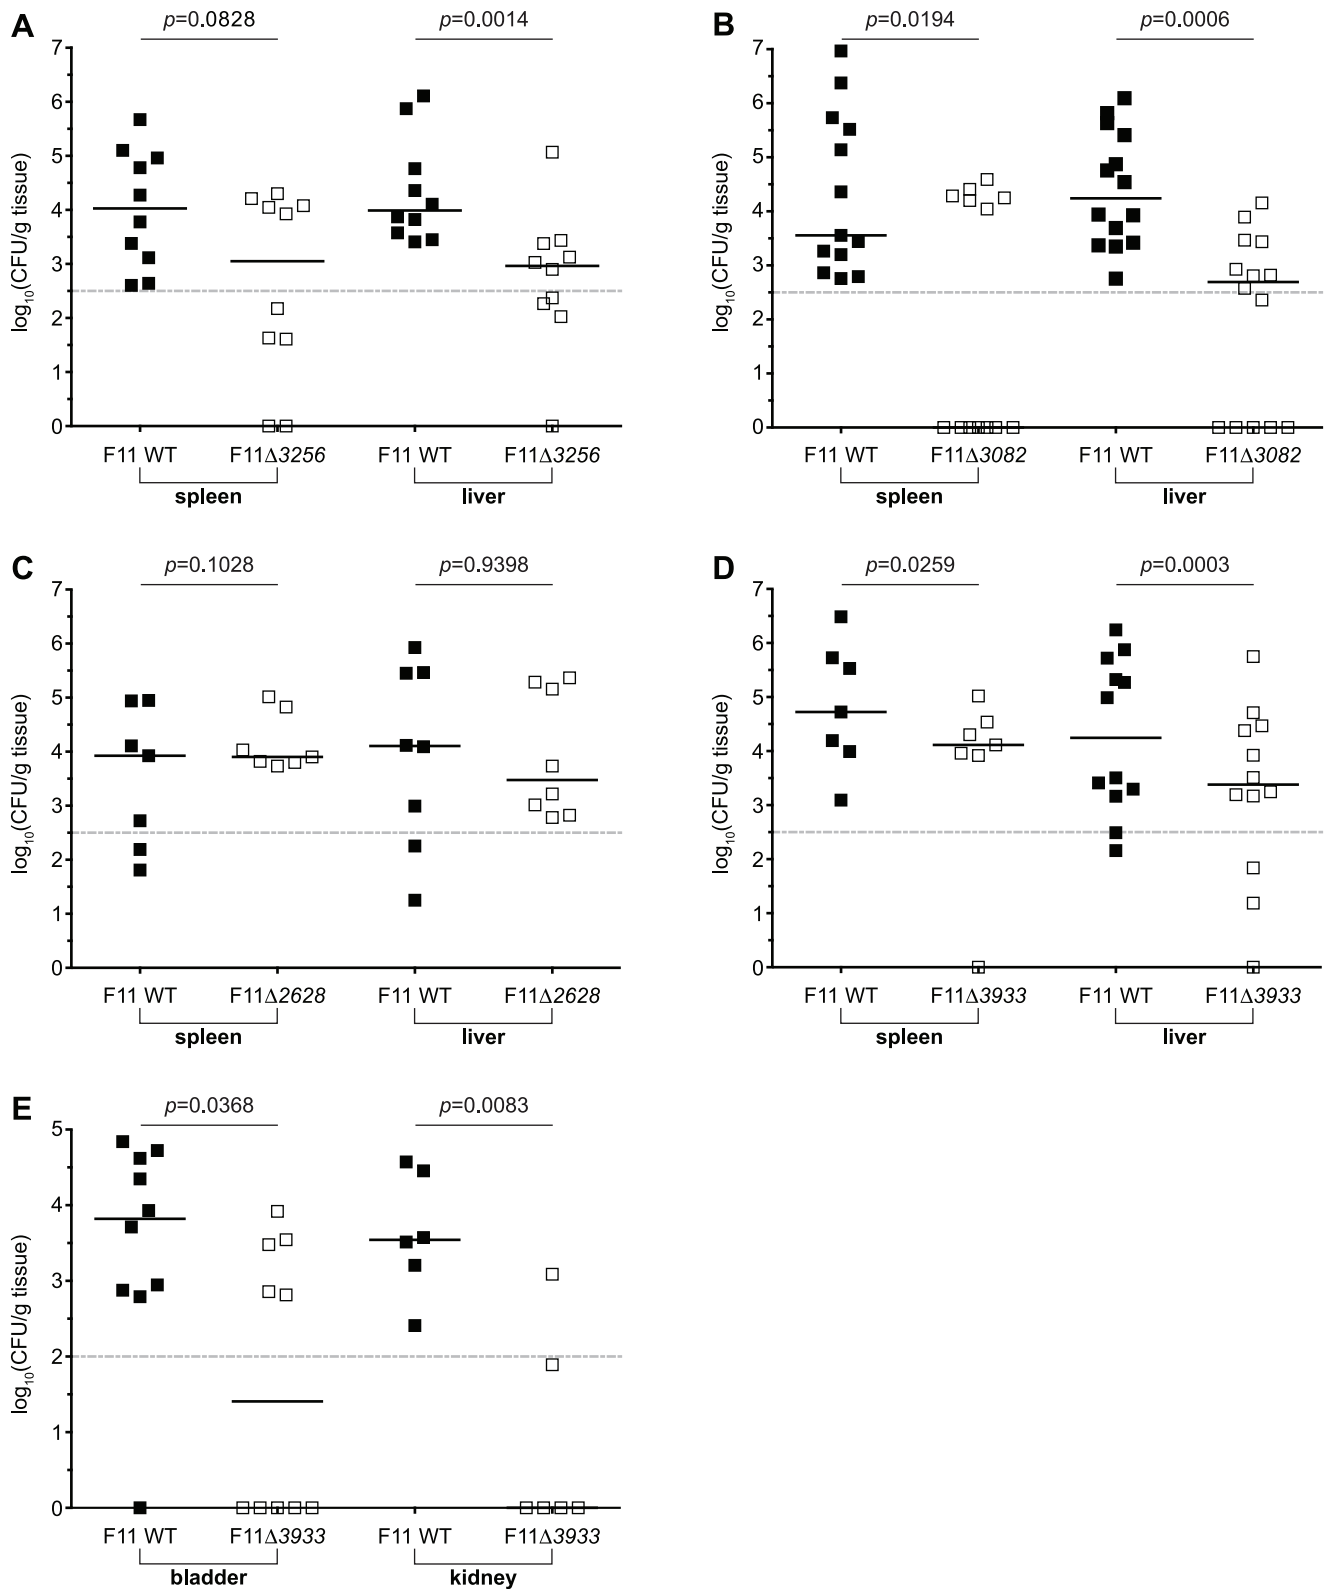 A
p=0.0828
p=0.0014
log10(CFU/g tissue)
7
6
5
4
3
2
1
0
F11 WT
F11Δ3256
F11 WT
F11Δ3256
spleen
liver
B
p=0.0194
p=0.0006
log10(CFU/g tissue)
7
6
5
4
3
2
1
0
F11 WT
F11Δ3082
F11 WT
F11Δ3082
spleen
liver
C
p=0.1028
p=0.9398
log10(CFU/g tissue)
7
6
5
4
3
2
1
0
F11 WT
F11Δ2628
F11 WT
F11Δ2628
spleen
liver
D
p=0.0259
p=0.0003
log10(CFU/g tissue)
7
6
5
4
3
2
1
0
F11 WT
F11Δ3933
F11 WT
F11Δ3933
spleen
liver
E
p=0.0368
p=0.0083
log10(CFU/g tissue)
5
4
3
2
1
0
F11 WT
F11Δ3933
F11 WT
F11Δ3933
bladder
kidney